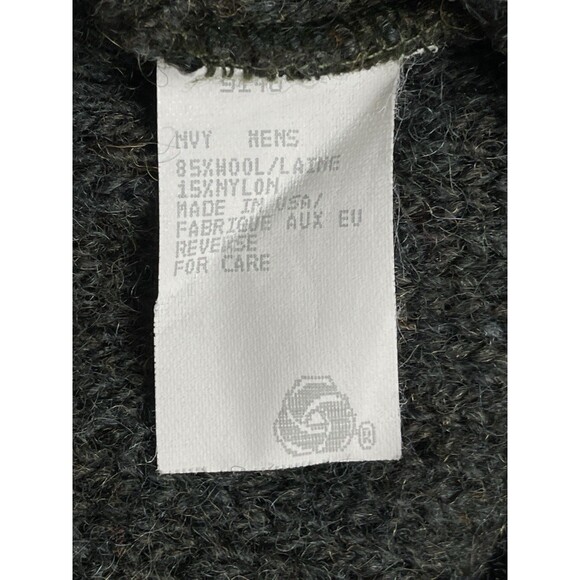 NVY MENS
85%WOOL/LAINE
15%NYLON
MADE IN USA/
FABRIQUE AUX EU
REVERSE
FOR CARE
®